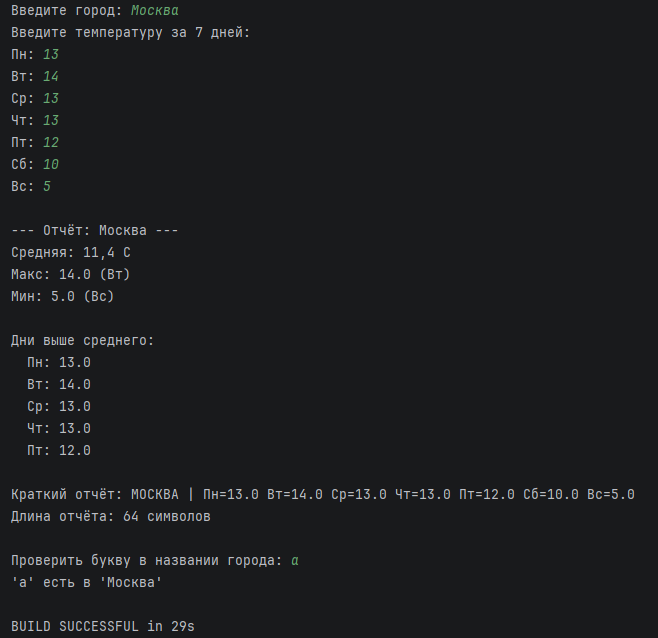 Введите город: Москва
Введите температуру за 7 дней:
Пн: 13
Вт: 14
Ср: 13
Чт: 13
Пт: 12
Сб: 10
Вс: 5
--- Отчёт: Москва ---
Средняя: 11,4 C
Макс: 14.0 (Вт)
Мин: 5.0 (Вс)
Дни выше среднего:
Пн: 13.0
Вт: 14.0
Ср: 13.0
Чт: 13.0
Пт: 12.0
Краткий отчёт: МОСКВА | Пн=13.0 Вт=14.0 Ср=13.0 Чт=13.0 Пт=12.0 Сб=10.0 Вс=5.0
Длина отчёта: 64 символов
Проверить букву в названии города: а
'а' есть в 'Москва'
BUILD SUCCESSFUL in 29s